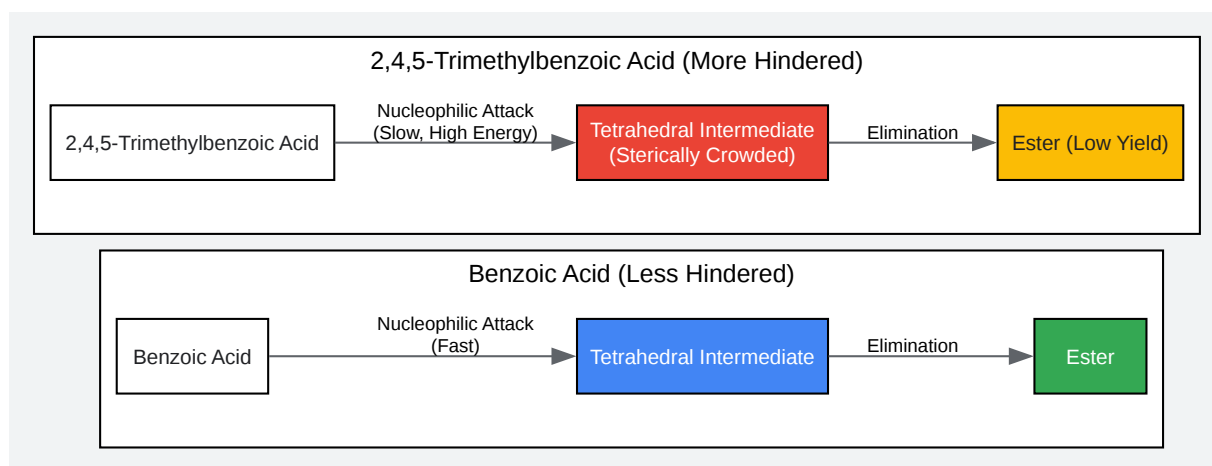 2,4,5-Trimethylbenzoic Acid (More Hindered)
2,4,5-Trimethylbenzoic Acid
Nucleophilic Attack
(Slow, High Energy)
Tetrahedral Intermediate
(Sterically Crowded)
Elimination
Ester (Low Yield)
Benzoic Acid (Less Hindered)
Benzoic Acid
Nucleophilic Attack
(Fast)
Tetrahedral Intermediate
Elimination
Ester